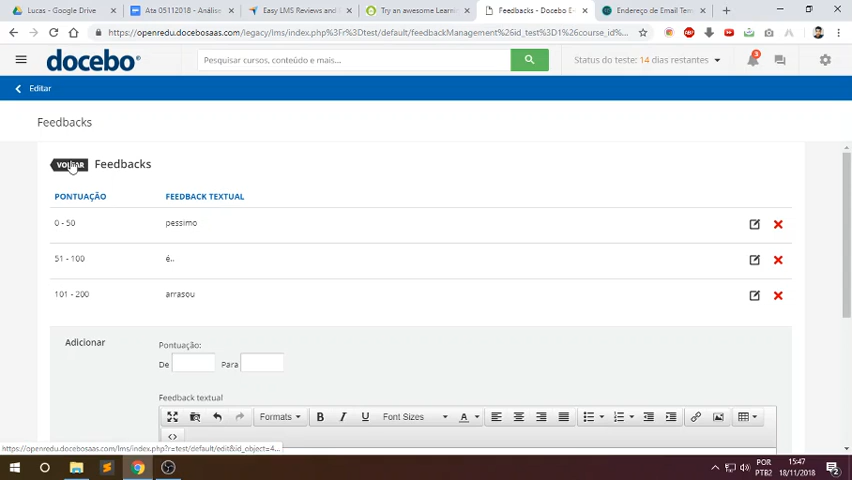 Lucas - Google Drive
Ata 05112018 - Análise
Easy LMS Reviews and
Try an awesome Learn
Feedbacks - Docebo E-
Endereço de Email Tem
https://openredu.docebosaas.com/legacy/lms/index.php?r%3Dtest/default/feedbackManagement%26id_test%3D1%26course_id%...
docebo
Pesquisar cursos, conteúdo e mais...
Status do teste: 14 dias restantes
3
Editar
Feedbacks
VOLTAR Feedbacks
PONTUAÇÃO FEEDBACK TEXTUAL
0 - 50 pessimo
51 - 100 é..
101 - 200 arrasou
Adicionar
Pontuação:
De Para
Feedback textual
Formats B I U Font Sizes A
https://openredu.docebosaas.com/lms/index.php?r=test/default/edit&id_object=4...
POR 15:47
PTB2 18/11/2018
2